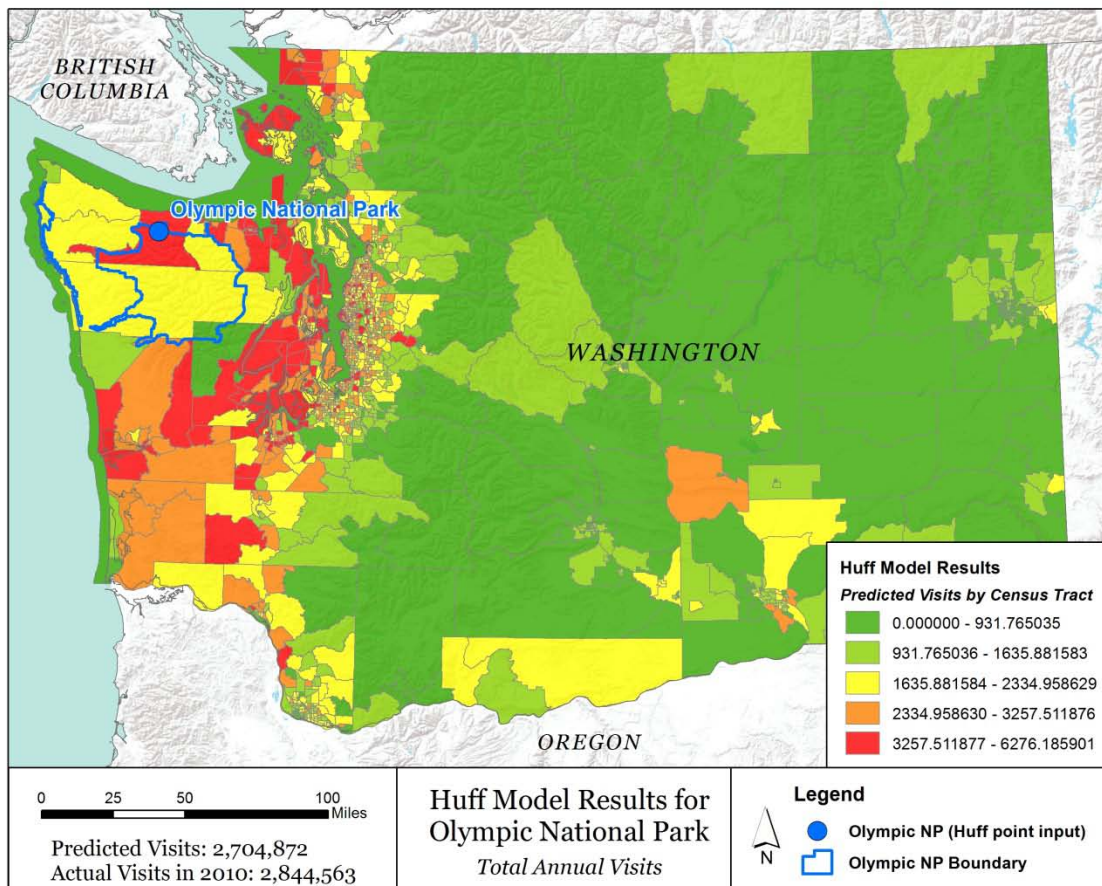 BRITISH
COLUMBIA
Olympic National Park
WASHINGTON
OREGON
Huff Model Results
Predicted Visits by Census Tract
0.000000 - 931.765035
931.765036 - 1635.881583
1635.881584 - 2334.958629
2334.958630 - 3257.511876
3257.511877 - 6276.185901
0 25 50 100
Miles
Predicted Visits: 2,704,872
Actual Visits in 2010: 2,844,563
Huff Model Results for
Olympic National Park
Total Annual Visits
N
Legend
Olympic NP (Huff point input)
Olympic NP Boundary